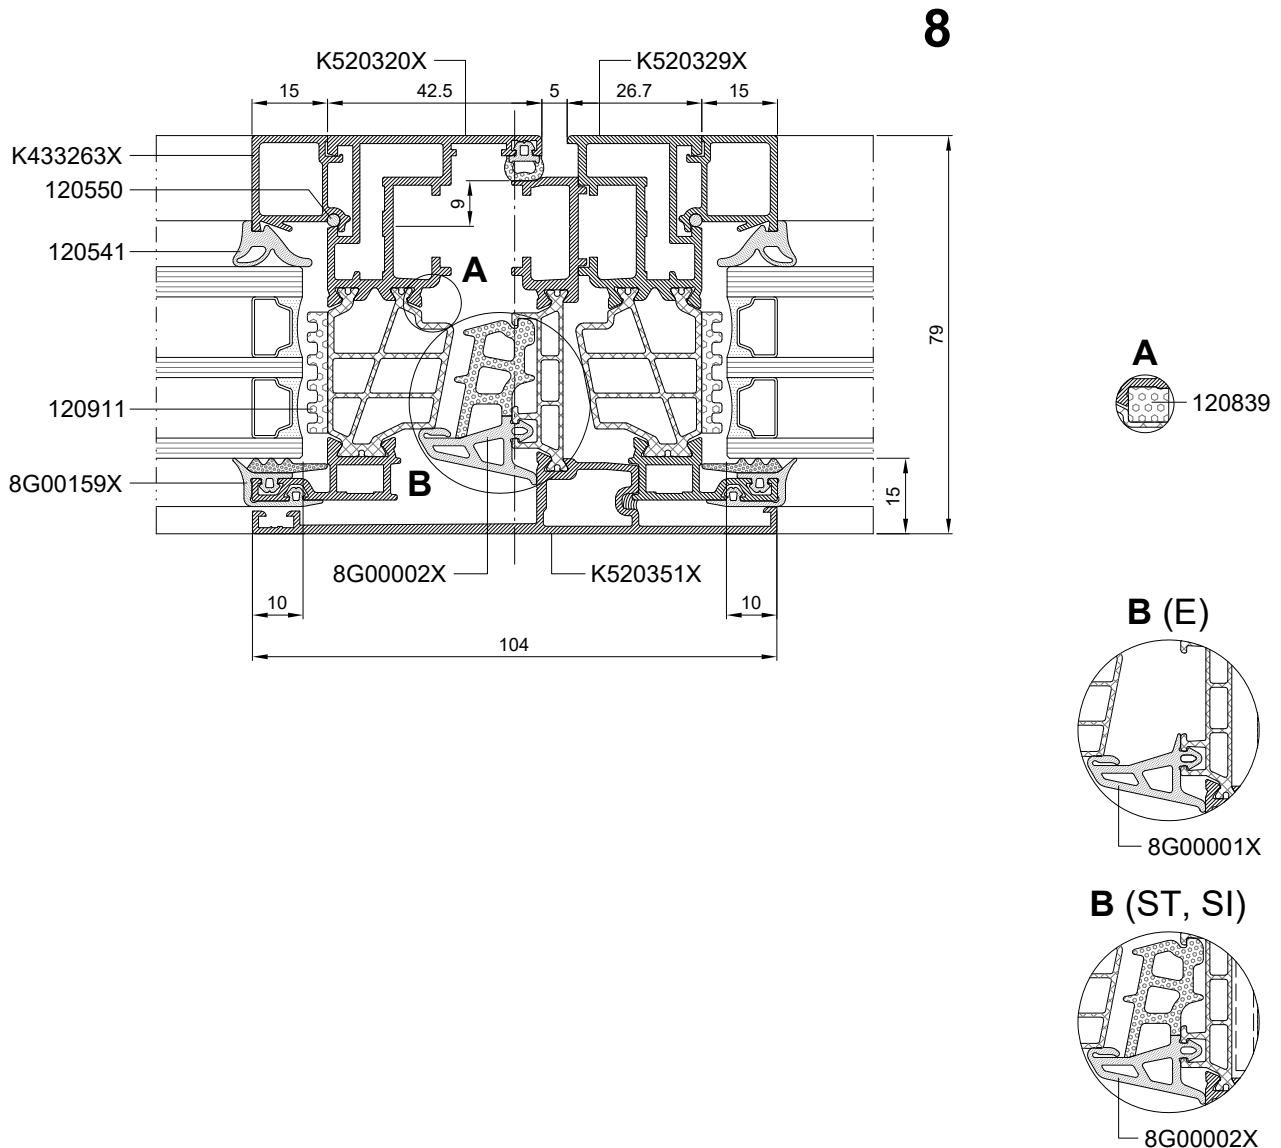 8
K520320X
K520329X
15
42.5
5
26.7
15
K433263X
120550
120541
9
A
79
A
120839
120911
B
8G00159X
15
8G00002X
K520351X
10
10
104
B (E)
8G00001X
B (ST, SI)
8G00002X